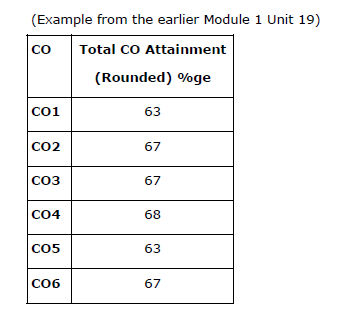 (Example from the earlier Module 1 Unit 19)
CO Total CO Attainment
(Rounded) %ge
CO1 63
CO2 67
CO3 67
CO4 68
CO5 63
CO6 67